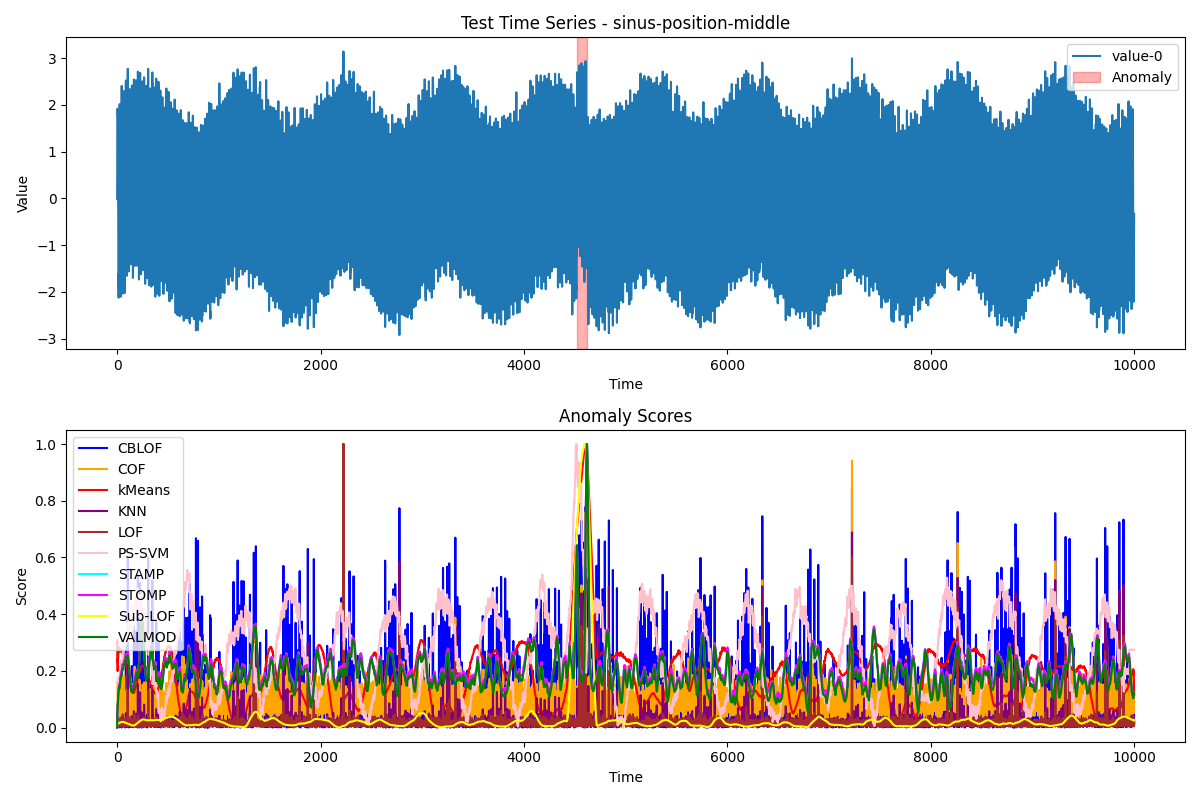 Test Time Series - sinus-position-middle
value-0
Anomaly
Value
3
2
1
0
−1
−2
−3
0
2000
4000
6000
8000
10000
Time
Anomaly Scores
CBLOF
COF
kMeans
KNN
LOF
PS-SVM
STAMP
STOMP
Sub-LOF
VALMOD
Score
1.0
0.8
0.6
0.4
0.2
0.0
0
2000
4000
6000
8000
10000
Time